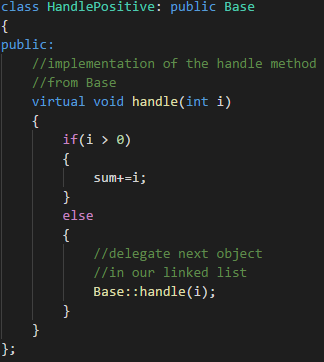 class HandlePositive: public Base
{
public:
    //implementation of the handle method
    //from Base
    virtual void handle(int i)
    {
        if(i > 0)
        {
            sum+=i;
        }
        else
        {
            //delegate next object
            //in our linked list
            Base::handle(i);
        }
    }
};